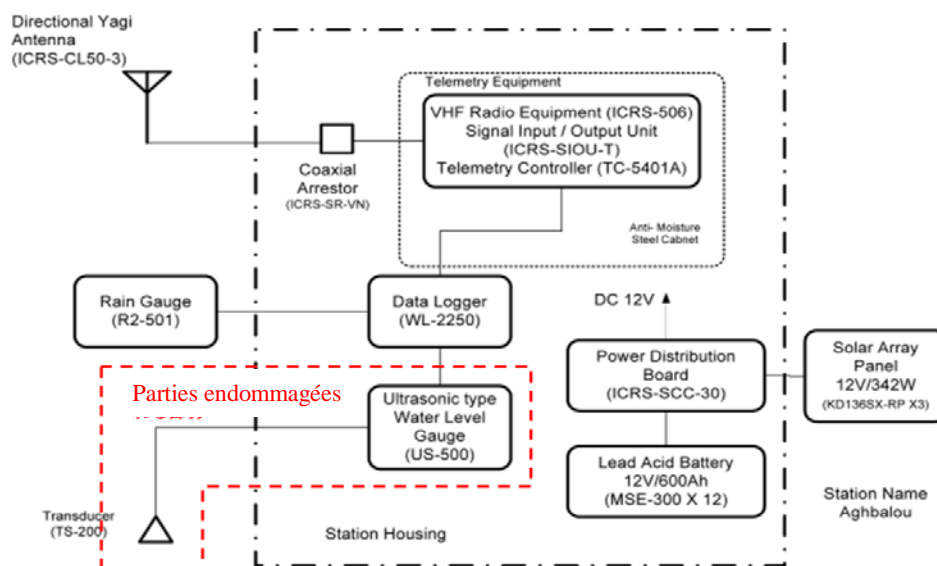 Directional Yagi
Antenna
(ICRS-CL50-3)
Telemetry Equipment
VHF Radio Equipment (ICRS-506)
Signal Input / Output Unit
(ICRS-SIOU-T)
Telemetry Controller (TC-5401A)
Coaxial
Arrestor
(ICRS-SR-VN)
Anti- Moisture
Steel Cabnet
Rain Gauge
(R2-501)
Data Logger
(WL-2250)
DC 12V
Power Distribution
Board
(ICRS-SCC-30)
Solar Array
Panel
12V/342W
(KD136SX-RP X3)
Parties endommagées
Ultrasonic type
Water Level
Gauge
(US-500)
Lead Acid Battery
12V/600Ah
(MSE-300 X 12)
Transducer
(TS-200)
Station Housing
Station Name
Aghbalou